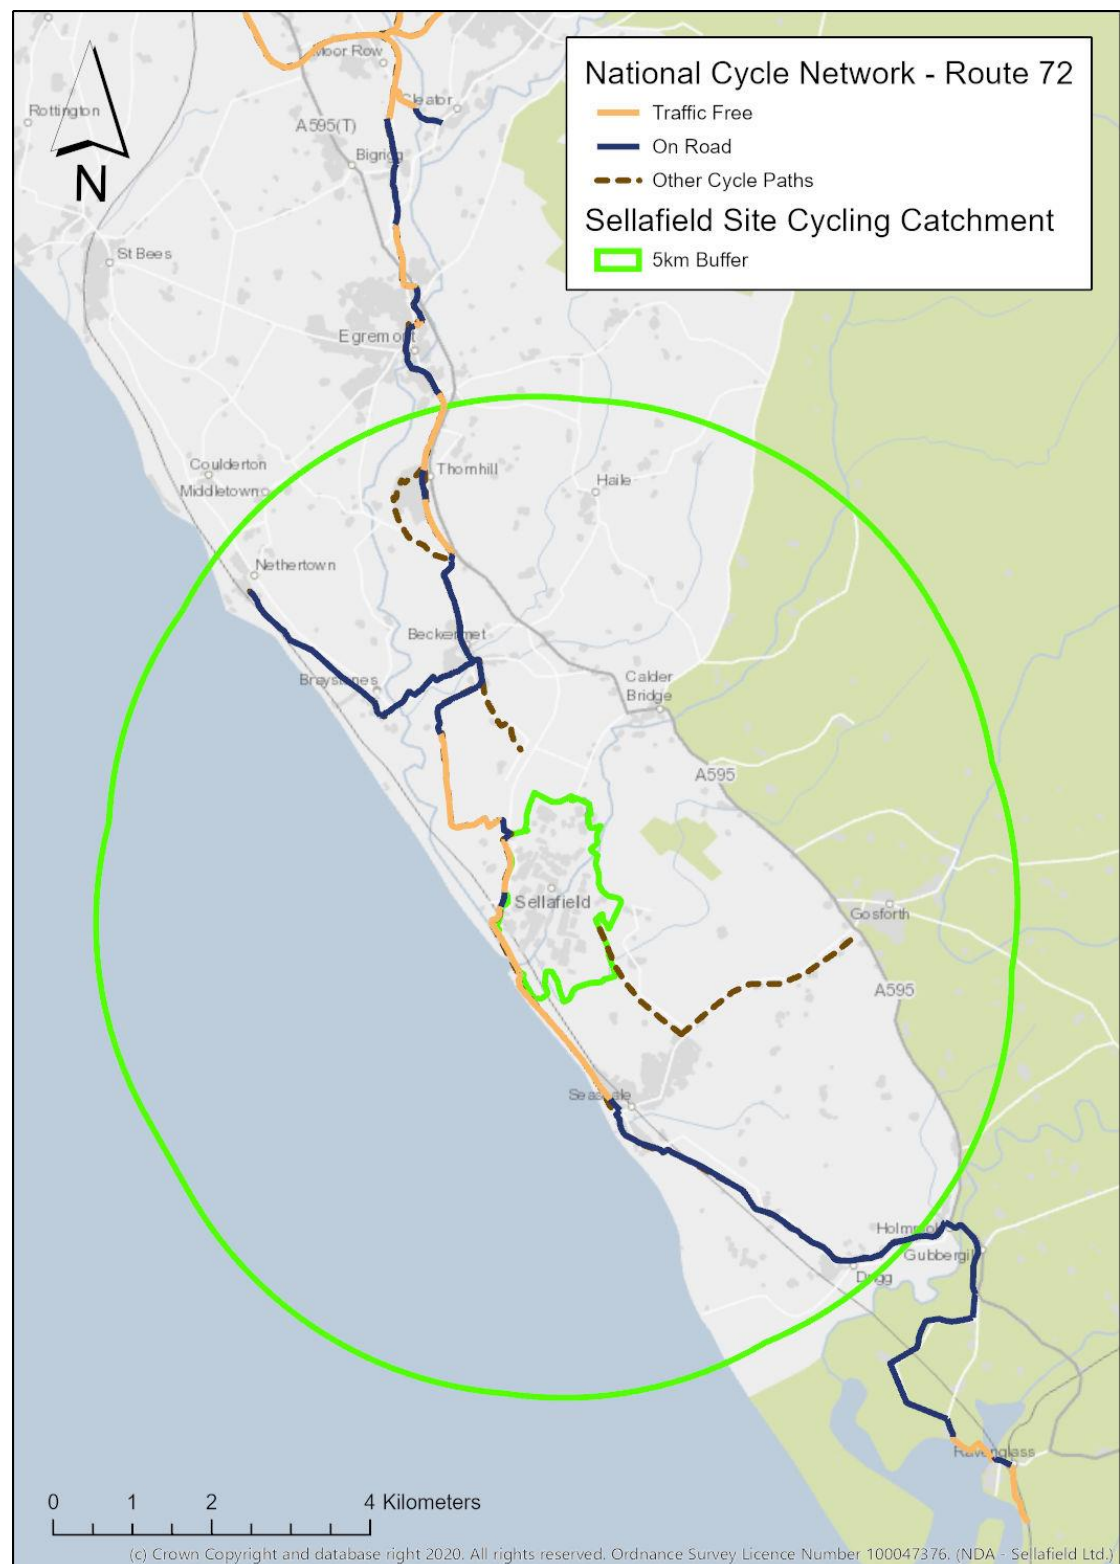 National Cycle Network - Route 72
Traffic Free
On Road
Other Cycle Paths
Sellafield Site Cycling Catchment
5km Buffer
N
Moor Row
Cleator
Rottington
A595(T)
Bigrigg
St Bees
Egremont
Thornhill
Coulderton
Middletown
Haile
Nethertown
Beckermet
Braystones
Calder
Bridge
A595
Sellafield
Gosforth
A595
Seascale
Holmrook
Gubbergill
Drigg
Ravenglass
0 1 2 4 Kilometers
(c) Crown Copyright and database right 2020. All rights reserved. Ordnance Survey Licence Number 100047376. (NDA - Sellafield Ltd.)